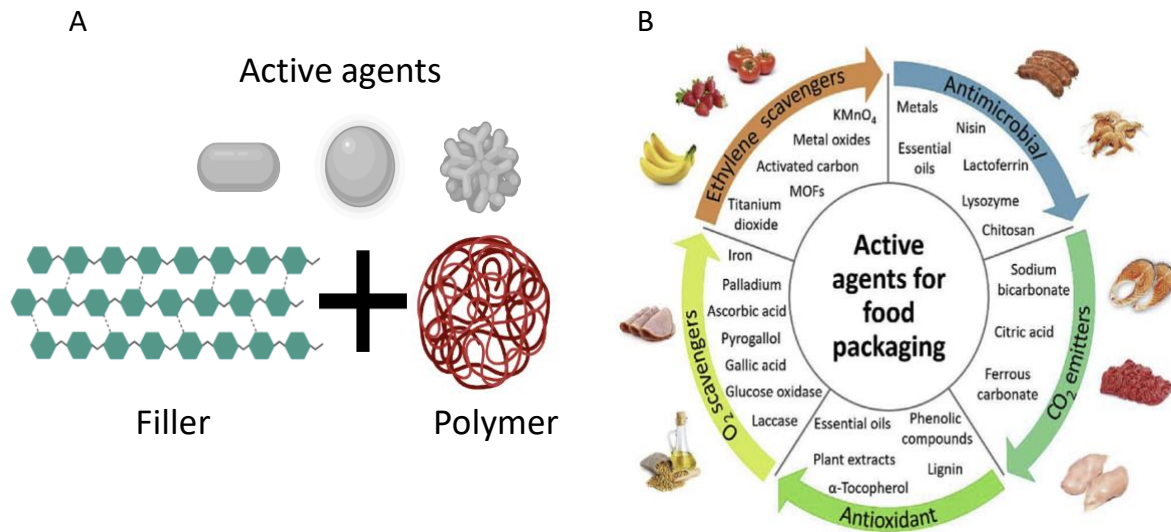 A
Active agents
Filler
Polymer
B
Ethylene scavengers
KMnO₄
Metal oxides
Activated carbon
MOFs
Titanium
dioxide
Antimicrobial
Metals
Nisin
Essential
oils
Lactoferrin
Lysozyme
Chitosan
Active
agents for
food
packaging
CO₂ emitters
Sodium
bicarbonate
Citric acid
Ferrous
carbonate
Antioxidant
Essential oils
Phenolic
compounds
Plant extracts
Lignin
α-Tocopherol
O₂ scavengers
Iron
Palladium
Ascorbic acid
Pyrogallol
Gallic acid
Glucose oxidase
Laccase